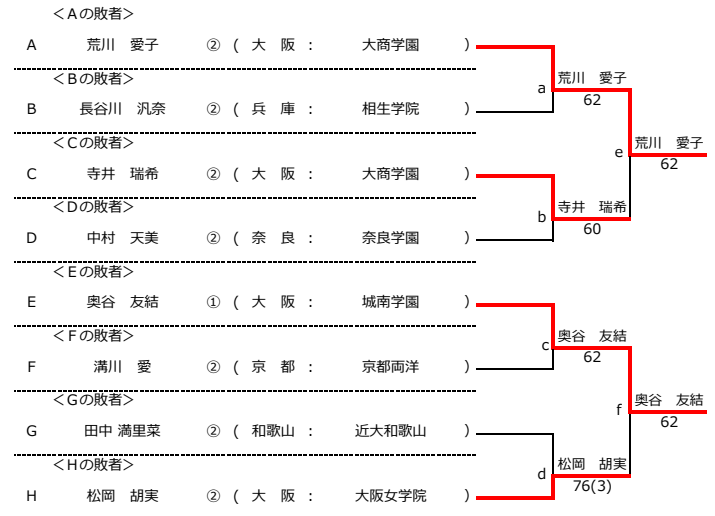 ＜Aの敗者＞
A 荒川　愛子 ② ( 大　阪 : 大商学園 )
＜Bの敗者＞
B 長谷川　汎奈 ② ( 兵　庫 : 相生学院 )
a 荒川　愛子
62
＜Cの敗者＞
C 寺井　瑞希 ② ( 大　阪 : 大商学園 )
e 荒川　愛子
62
＜Dの敗者＞
D 中村　天美 ② ( 奈　良 : 奈良学園 )
b 寺井　瑞希
60
＜Eの敗者＞
E 奥谷　友結 ① ( 大　阪 : 城南学園 )
＜Fの敗者＞
F 溝川　愛 ② ( 京　都 : 京都両洋 )
c 奥谷　友結
62
＜Gの敗者＞
G 田中 満里菜 ② ( 和歌山 : 近大和歌山 )
f 奥谷　友結
62
＜Hの敗者＞
H 松岡　胡実 ② ( 大　阪 : 大阪女学院 )
d 松岡　胡実
76(3)